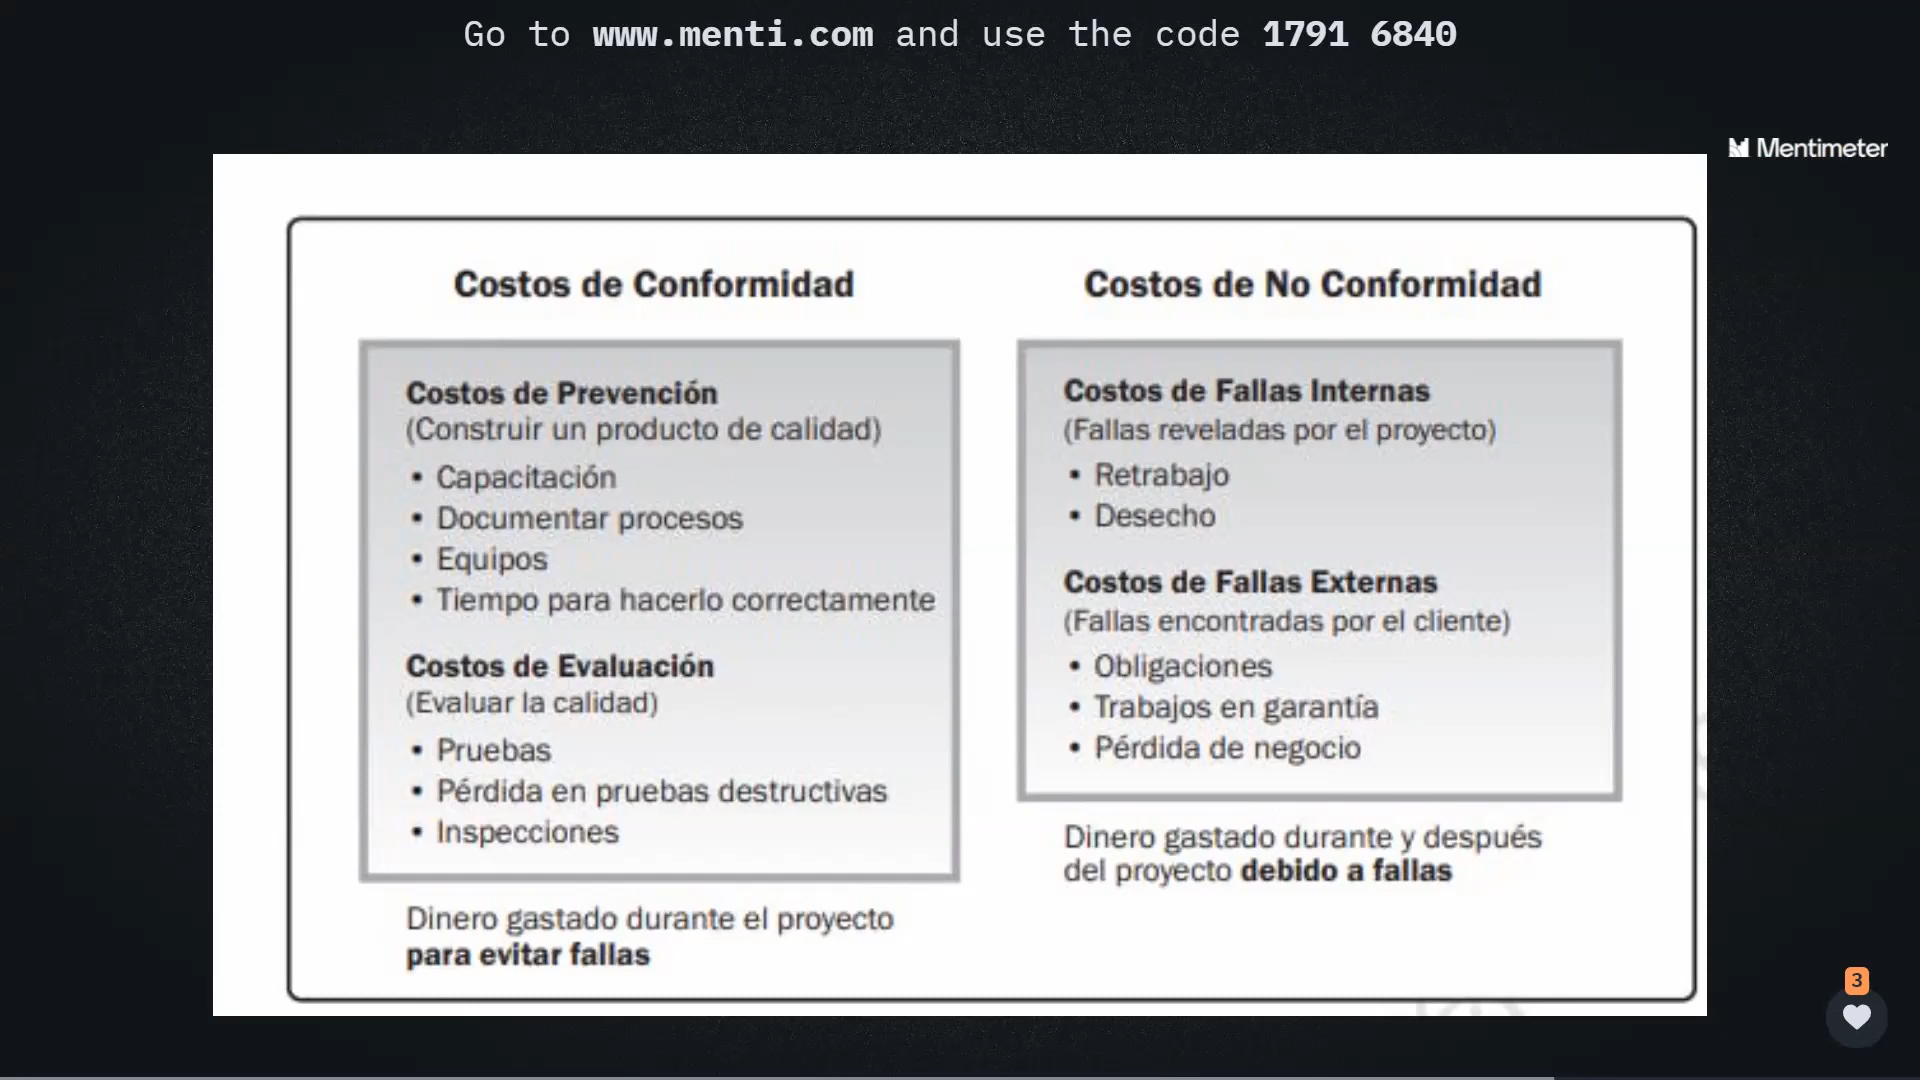 Go to www.menti.com and use the code 1791 6840
Mentimeter
Costos de Conformidad
Costos de Prevención
(Construir un producto de calidad)
• Capacitación
• Documentar procesos
• Equipos
• Tiempo para hacerlo correctamente
Costos de Evaluación
(Evaluar la calidad)
• Pruebas
• Pérdida en pruebas destructivas
• Inspecciones
Dinero gastado durante el proyecto
para evitar fallas
Costos de No Conformidad
Costos de Fallas Internas
(Fallas reveladas por el proyecto)
• Retrabajo
• Desecho
Costos de Fallas Externas
(Fallas encontradas por el cliente)
• Obligaciones
• Trabajos en garantía
• Pérdida de negocio
Dinero gastado durante y después
del proyecto debido a fallas
3